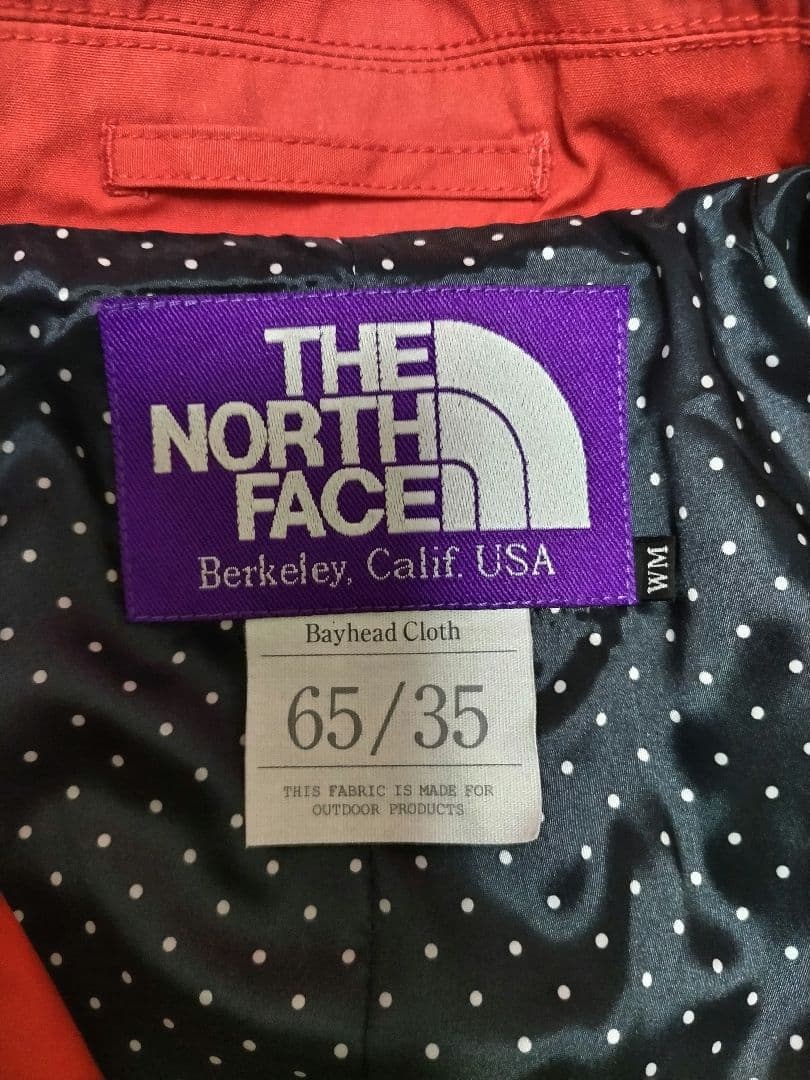 THE
NORTH
FACE
Berkeley, Calif. USA
WM
Bayhead Cloth
65/35
THIS FABRIC IS MADE FOR
OUTDOOR PRODUCTS